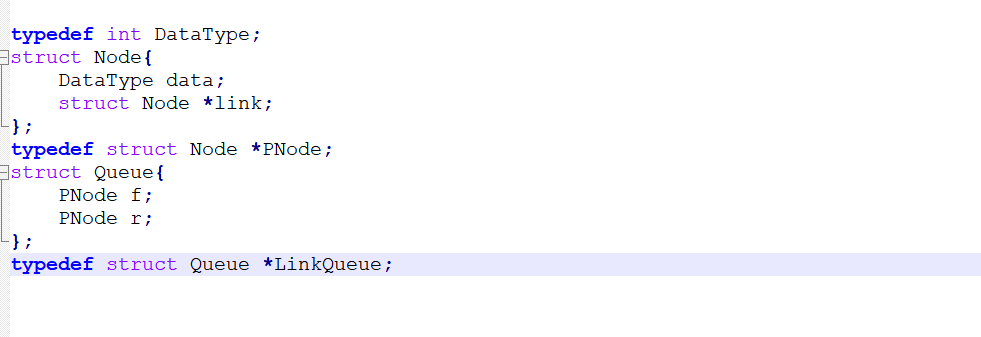 typedef int DataType;
struct Node{
    DataType data;
    struct Node *link;
};
typedef struct Node *PNode;
struct Queue{
    PNode f;
    PNode r;
};
typedef struct Queue *LinkQueue;